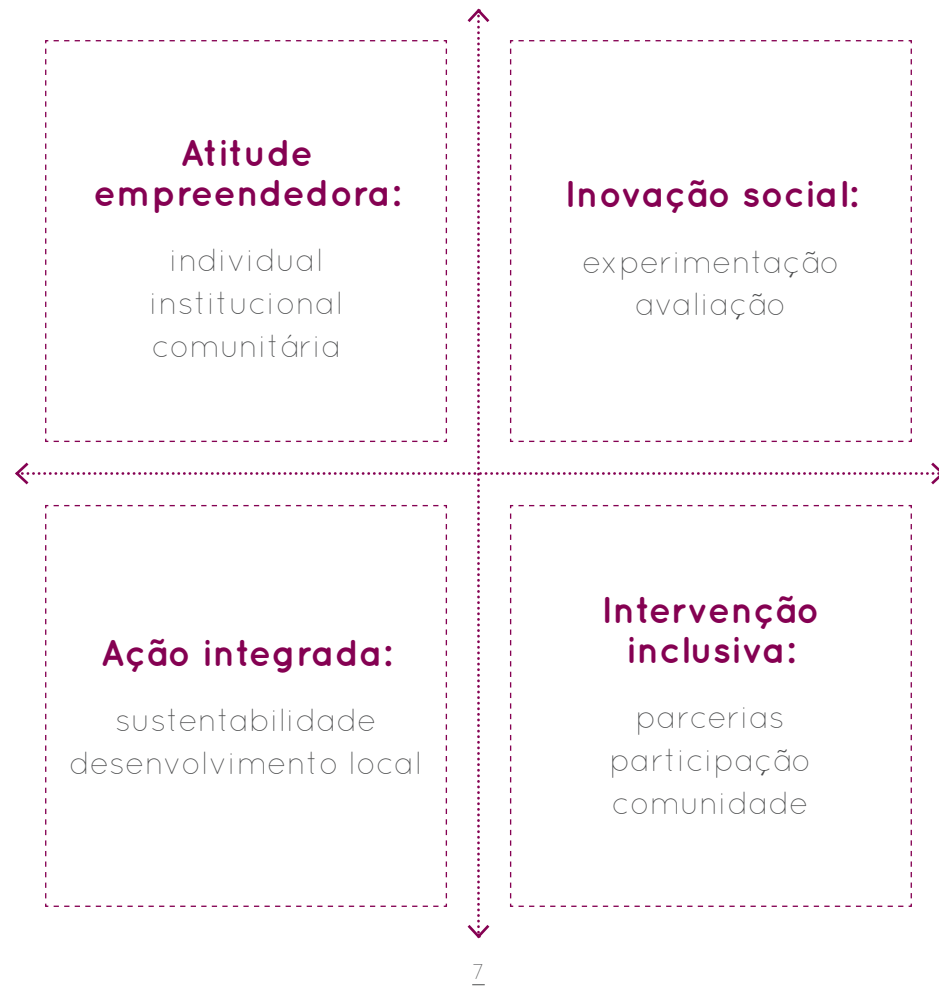 Atitude
empreendedora:
individual
institucional
comunitária
Inovação social:
experimentação
avaliação
Ação integrada:
sustentabilidade
desenvolvimento local
Intervenção
inclusiva:
parcerias
participação
comunidade
7